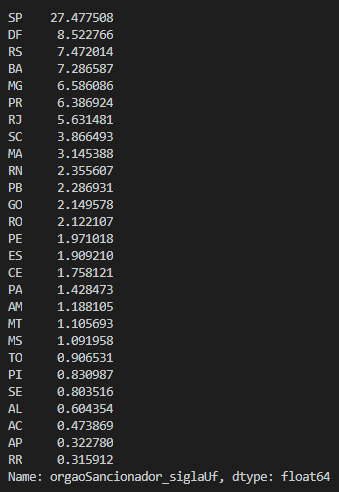 SP    27.477508
DF     8.522766
RS     7.472014
BA     7.286587
MG     6.586086
PR     6.386924
RJ     5.631481
SC     3.866493
MA     3.145388
RN     2.355607
PB     2.286931
GO     2.149578
RO     2.122107
PE     1.971018
ES     1.909210
CE     1.758121
PA     1.428473
AM     1.188105
MT     1.105693
MS     1.091958
TO     0.906531
PI     0.830987
SE     0.803516
AL     0.604354
AC     0.473869
AP     0.322780
RR     0.315912
Name: orgaoSancionador_siglaUf, dtype: float64